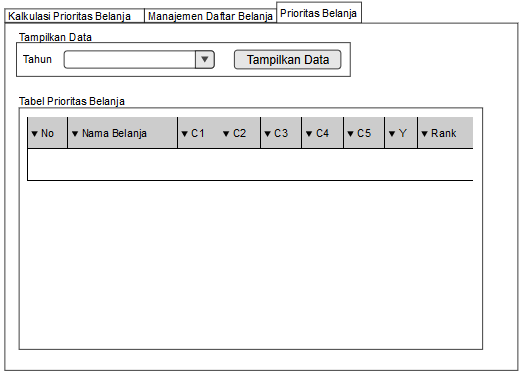 Kalkulasi Prioritas Belanja Manajemen Daftar Belanja Prioritas Belanja
Tampilkan Data
Tahun Tampilkan Data
Tabel Prioritas Belanja
No Nama Belanja C1 C2 C3 C4 C5 Y Rank